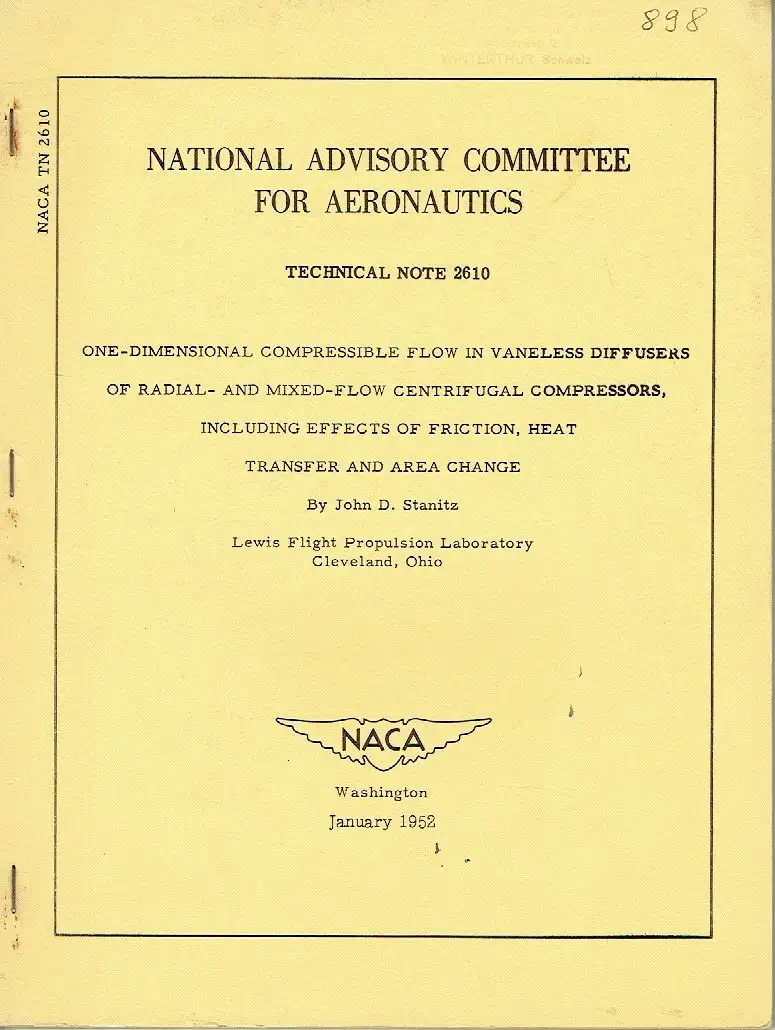 898
WINTERTHUR Schweiz
NACA TN 2610
NATIONAL ADVISORY COMMITTEE
FOR AERONAUTICS
TECHNICAL NOTE 2610
ONE-DIMENSIONAL COMPRESSIBLE FLOW IN VANELESS DIFFUSERS
OF RADIAL- AND MIXED-FLOW CENTRIFUGAL COMPRESSORS,
INCLUDING EFFECTS OF FRICTION, HEAT
TRANSFER AND AREA CHANGE
By John D. Stanitz
Lewis Flight Propulsion Laboratory
Cleveland, Ohio
NACA
Washington
January 1952